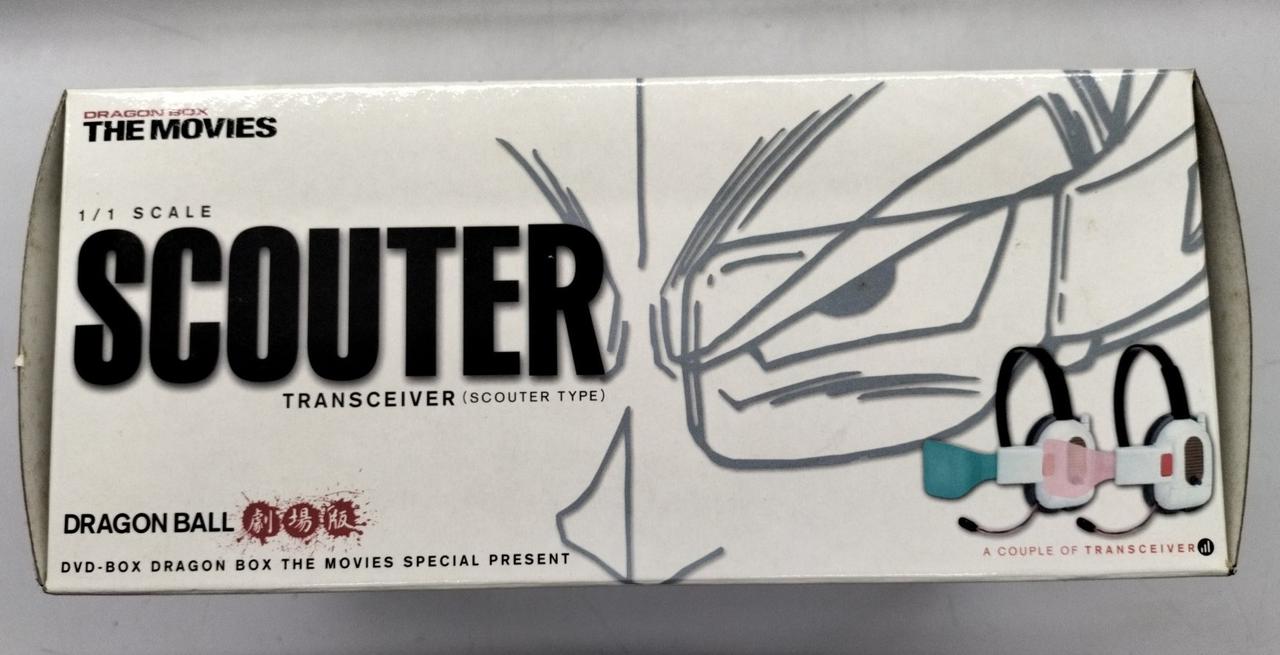 DRAGON BOX
THE MOVIES
1/1 SCALE
SCOUTER
TRANSCEIVER (SCOUTER TYPE)
DRAGON BALL 劇場版
DVD-BOX DRAGON BOX THE MOVIES SPECIAL PRESENT
A COUPLE OF TRANSCEIVER